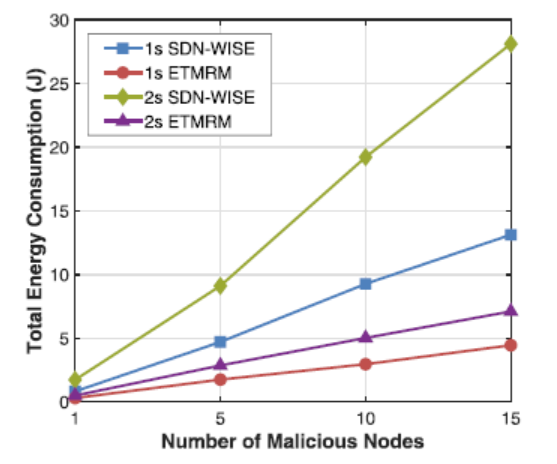 30
25
20
15
10
5
0
Total Energy Consumption (J)
1s SDN-WISE
1s ETMRM
2s SDN-WISE
2s ETMRM
1 5 10 15
Number of Malicious Nodes